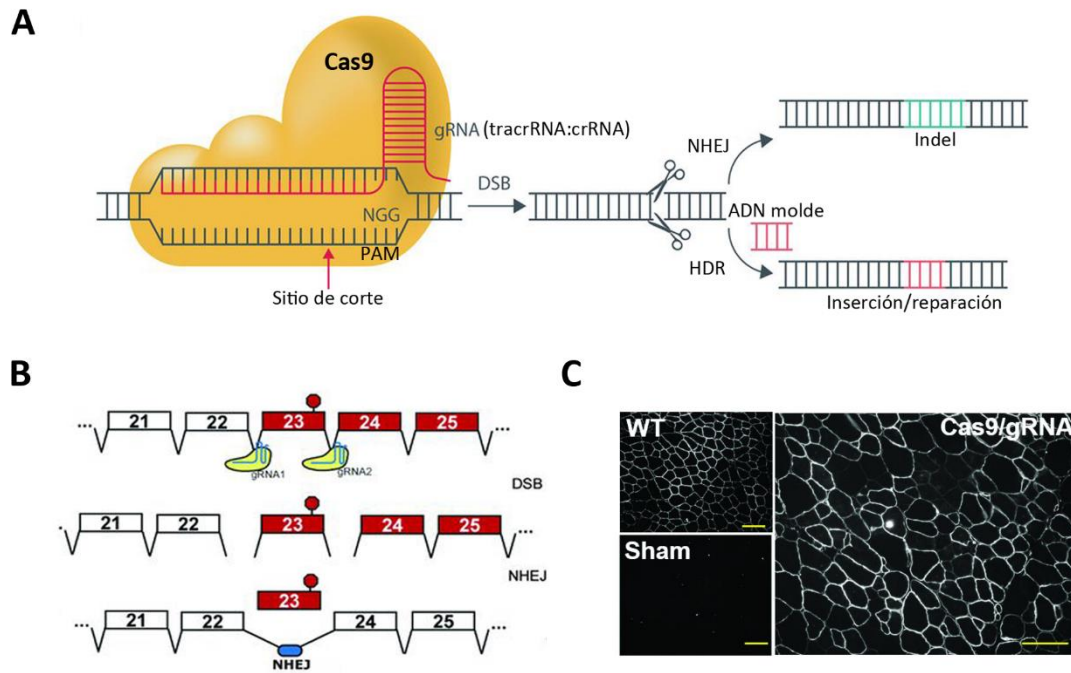 A
Cas9
gRNA (tracrRNA:crRNA)
NGG
PAM
Sitio de corte
DSB
NHEJ
Indel
ADN molde
HDR
Inserción/reparación
B
... 21 22 23 24 25 ...
gRNA1 gRNA2
DSB
. 21 22 23 24 25 ...
NHEJ
23
... 21 22 24 25 ...
NHEJ
C
WT
Sham
Cas9/gRNA